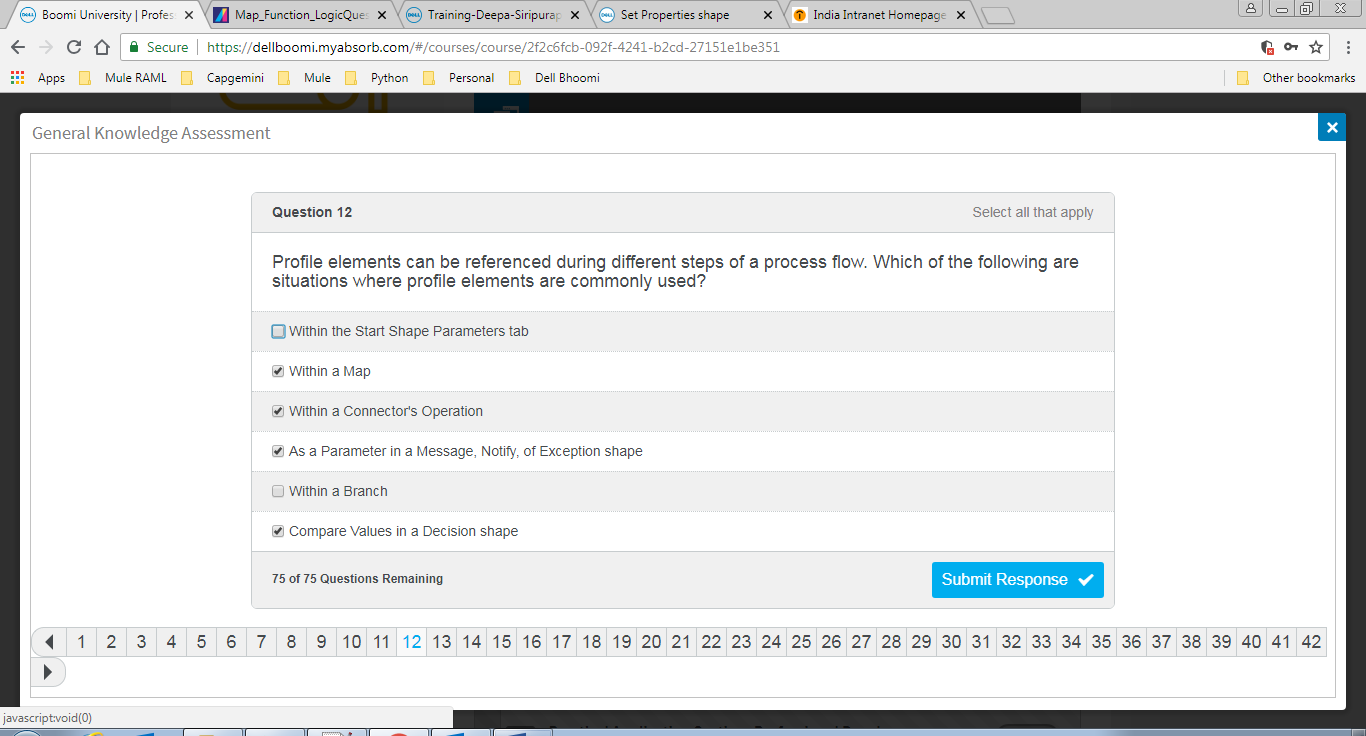 Boomi University | Profes
Map_Function_LogicQues
Training-Deepa-Siripurap
Set Properties shape
India Intranet Homepage
Secure
https://dellboomi.myabsorb.com/#/courses/course/2f2c6fcb-092f-4241-b2cd-27151e1be351
Apps
Mule RAML
Capgemini
Mule
Python
Personal
Dell Bhoomi
Other bookmarks
General Knowledge Assessment
Question 12
Select all that apply
Profile elements can be referenced during different steps of a process flow. Which of the following are
situations where profile elements are commonly used?
Within the Start Shape Parameters tab
Within a Map
Within a Connector's Operation
As a Parameter in a Message, Notify, of Exception shape
Within a Branch
Compare Values in a Decision shape
75 of 75 Questions Remaining
Submit Response
1 2 3 4 5 6 7 8 9 10 11 12 13 14 15 16 17 18 19 20 21 22 23 24 25 26 27 28 29 30 31 32 33 34 35 36 37 38 39 40 41 42
javascript:void(0)